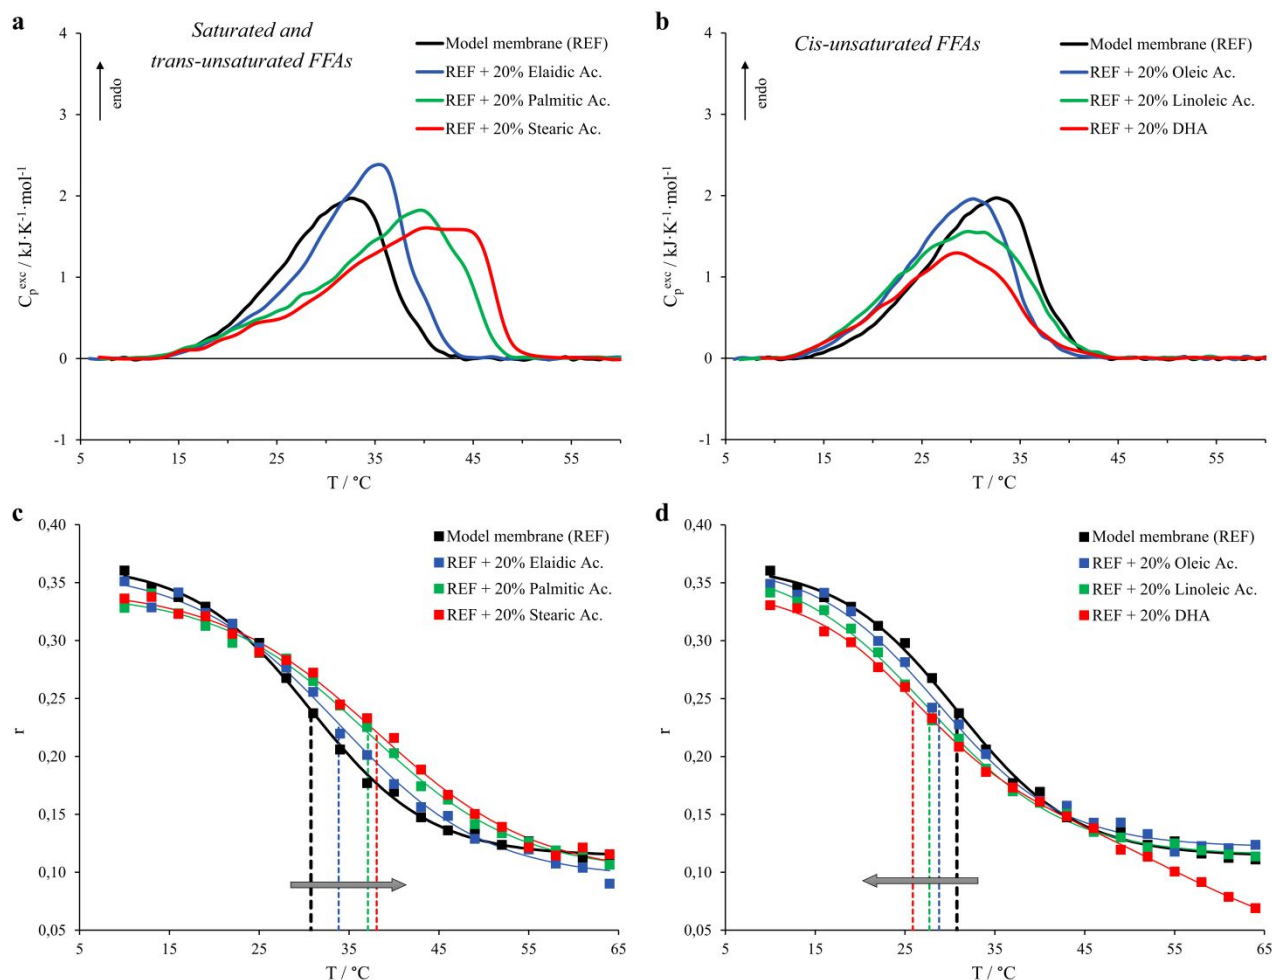 a
Saturated and
trans-unsaturated FFAs
endo
Model membrane (REF)
REF + 20% Elaidic Ac.
REF + 20% Palmitic Ac.
REF + 20% Stearic Ac.
4
3
2
1
0
-1
Cp^exc / kJ·K⁻¹·mol⁻¹
5 15 25 35 45 55
T / °C
b
Cis-unsaturated FFAs
endo
Model membrane (REF)
REF + 20% Oleic Ac.
REF + 20% Linoleic Ac.
REF + 20% DHA
4
3
2
1
0
-1
Cp^exc / kJ·K⁻¹·mol⁻¹
5 15 25 35 45 55
T / °C
c
Model membrane (REF)
REF + 20% Elaidic Ac.
REF + 20% Palmitic Ac.
REF + 20% Stearic Ac.
0,40
0,35
0,30
0,25
0,20
0,15
0,10
0,05
r
5 15 25 35 45 55 65
T / °C
d
Model membrane (REF)
REF + 20% Oleic Ac.
REF + 20% Linoleic Ac.
REF + 20% DHA
0,40
0,35
0,30
0,25
0,20
0,15
0,10
0,05
r
5 15 25 35 45 55 65
T / °C